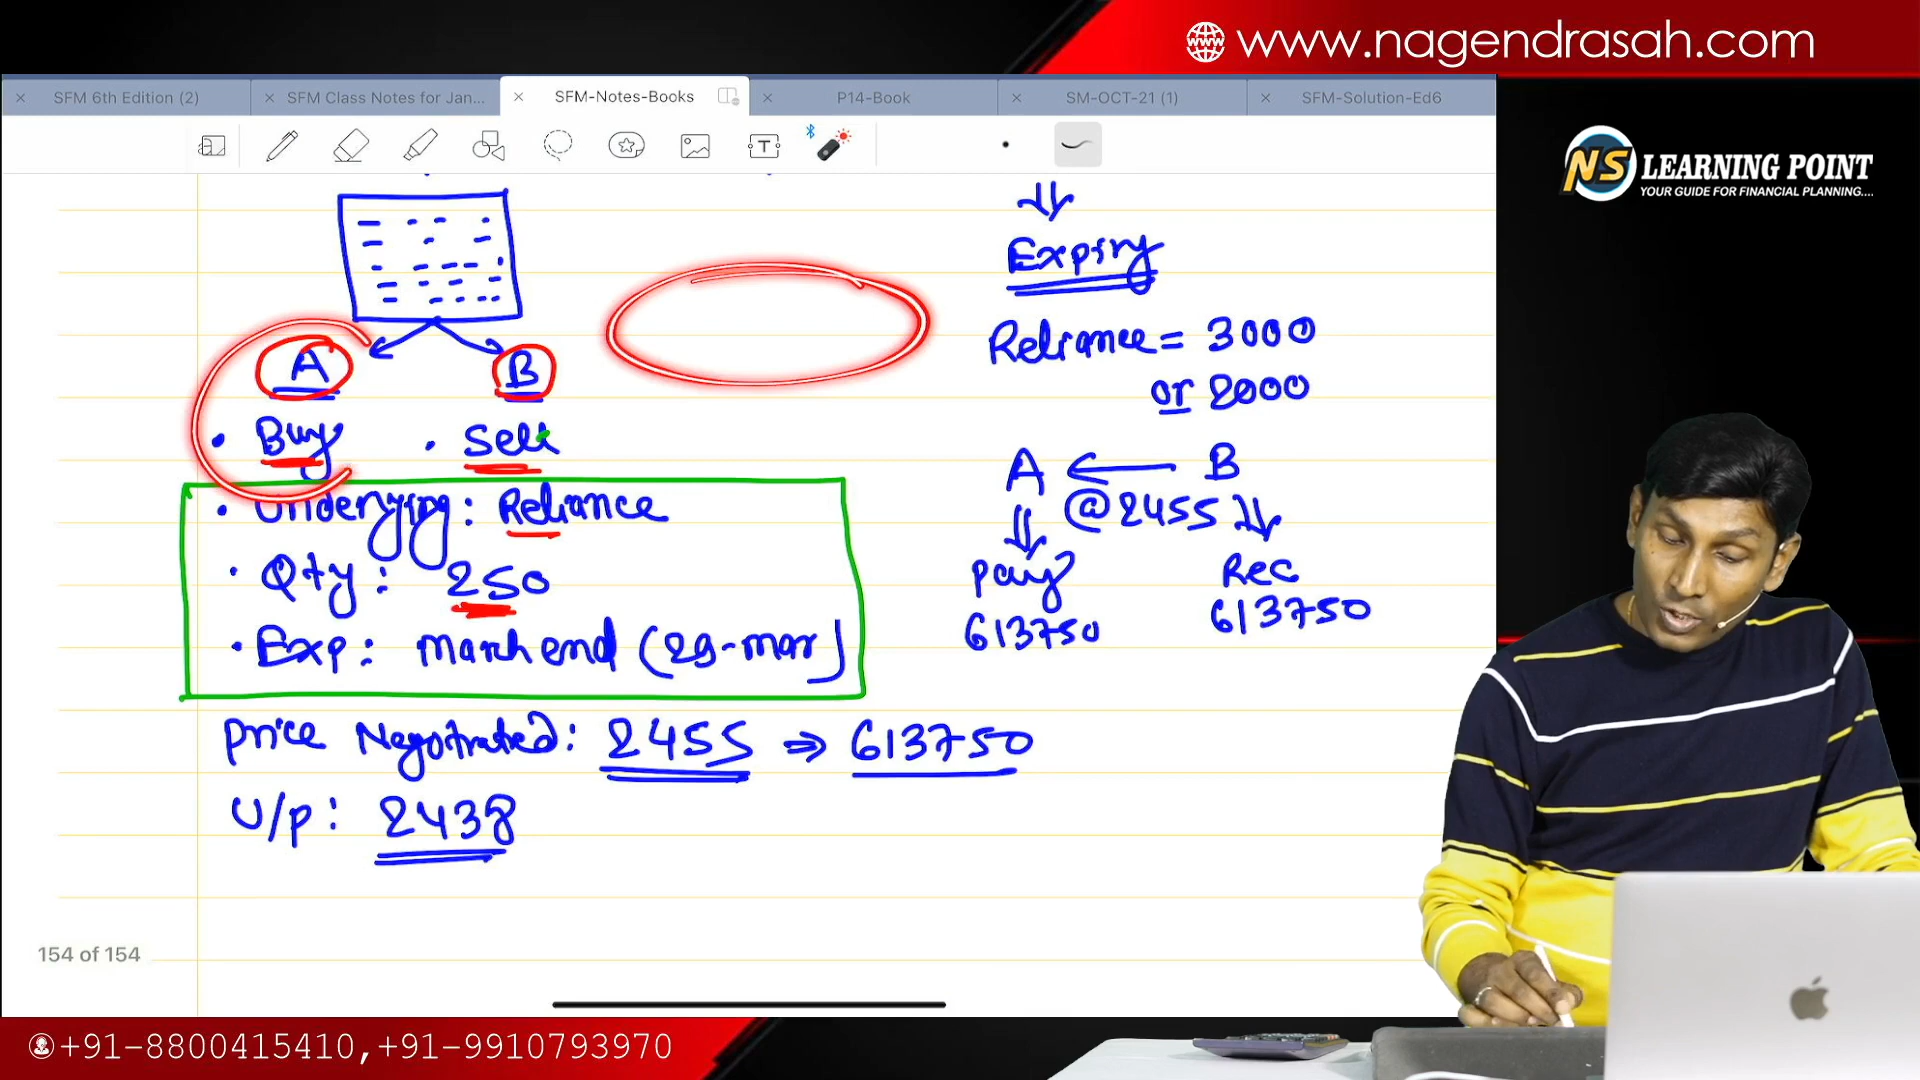 www.nagendrasah.com
SFM 6th Edition (2)
SFM Class Notes for Jan...
SFM-Notes-Books
P14-Book
SM-OCT-21 (1)
SFM-Solution-Ed6
NS LEARNING POINT
YOUR GUIDE FOR FINANCIAL PLANNING....
T
Expiry
Reliance = 3000
or 2000
A B
A B
• Buy • Sell
@2455
• Underlying: Reliance
Pay Rec
• Qty: 250
613750 613750
• Exp: March end (29-mar)
Price Negotiated: 2455 ⇒ 613750
U/p: 2438
154 of 154
+91-8800415410,+91-9910793970